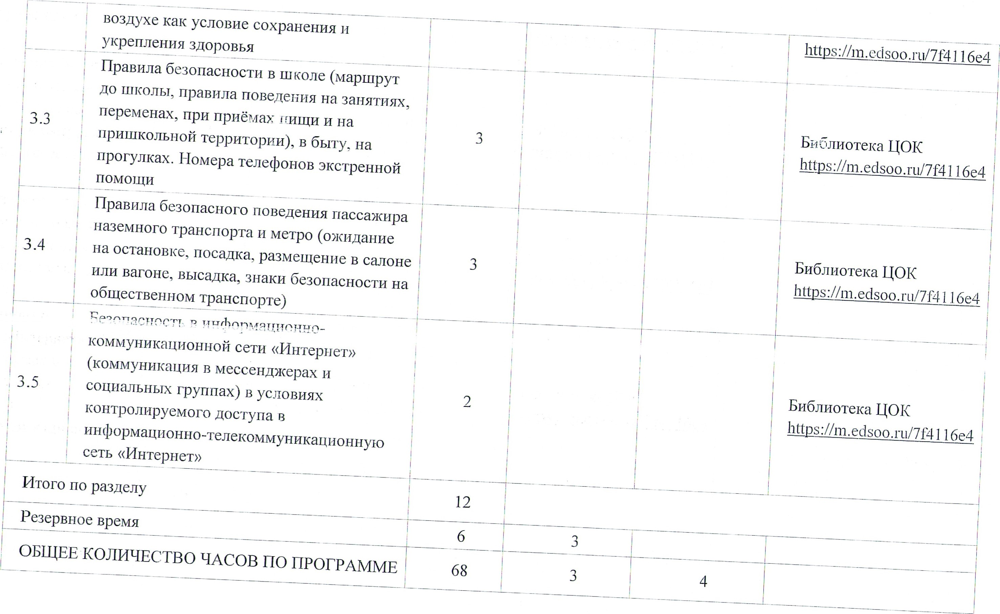 воздухе как условие сохранения и
укрепления здоровья
https://m.edsoo.ru/7f4116e4
3.3
Правила безопасности в школе (маршрут
до школы, правила поведения на занятиях,
переменах, при приёмах пищи и на
пришкольной территории), в быту, на
прогулках. Номера телефонов экстренной
помощи
3
Библиотека ЦОК
https://m.edsoo.ru/7f4116e4
3.4
Правила безопасного поведения пассажира
наземного транспорта и метро (ожидание
на остановке, посадка, размещение в салоне
или вагоне, высадка, знаки безопасности на
общественном транспорте)
3
Библиотека ЦОК
https://m.edsoo.ru/7f4116e4
3.5
Безопасность в информационно-
коммуникационной сети «Интернет»
(коммуникация в мессенджерах и
социальных группах) в условиях
контролируемого доступа в
информационно-телекоммуникационную
сеть «Интернет»
2
Библиотека ЦОК
https://m.edsoo.ru/7f4116e4
Итого по разделу
12
Резервное время
6
3
ОБЩЕЕ КОЛИЧЕСТВО ЧАСОВ ПО ПРОГРАММЕ
68
3
4